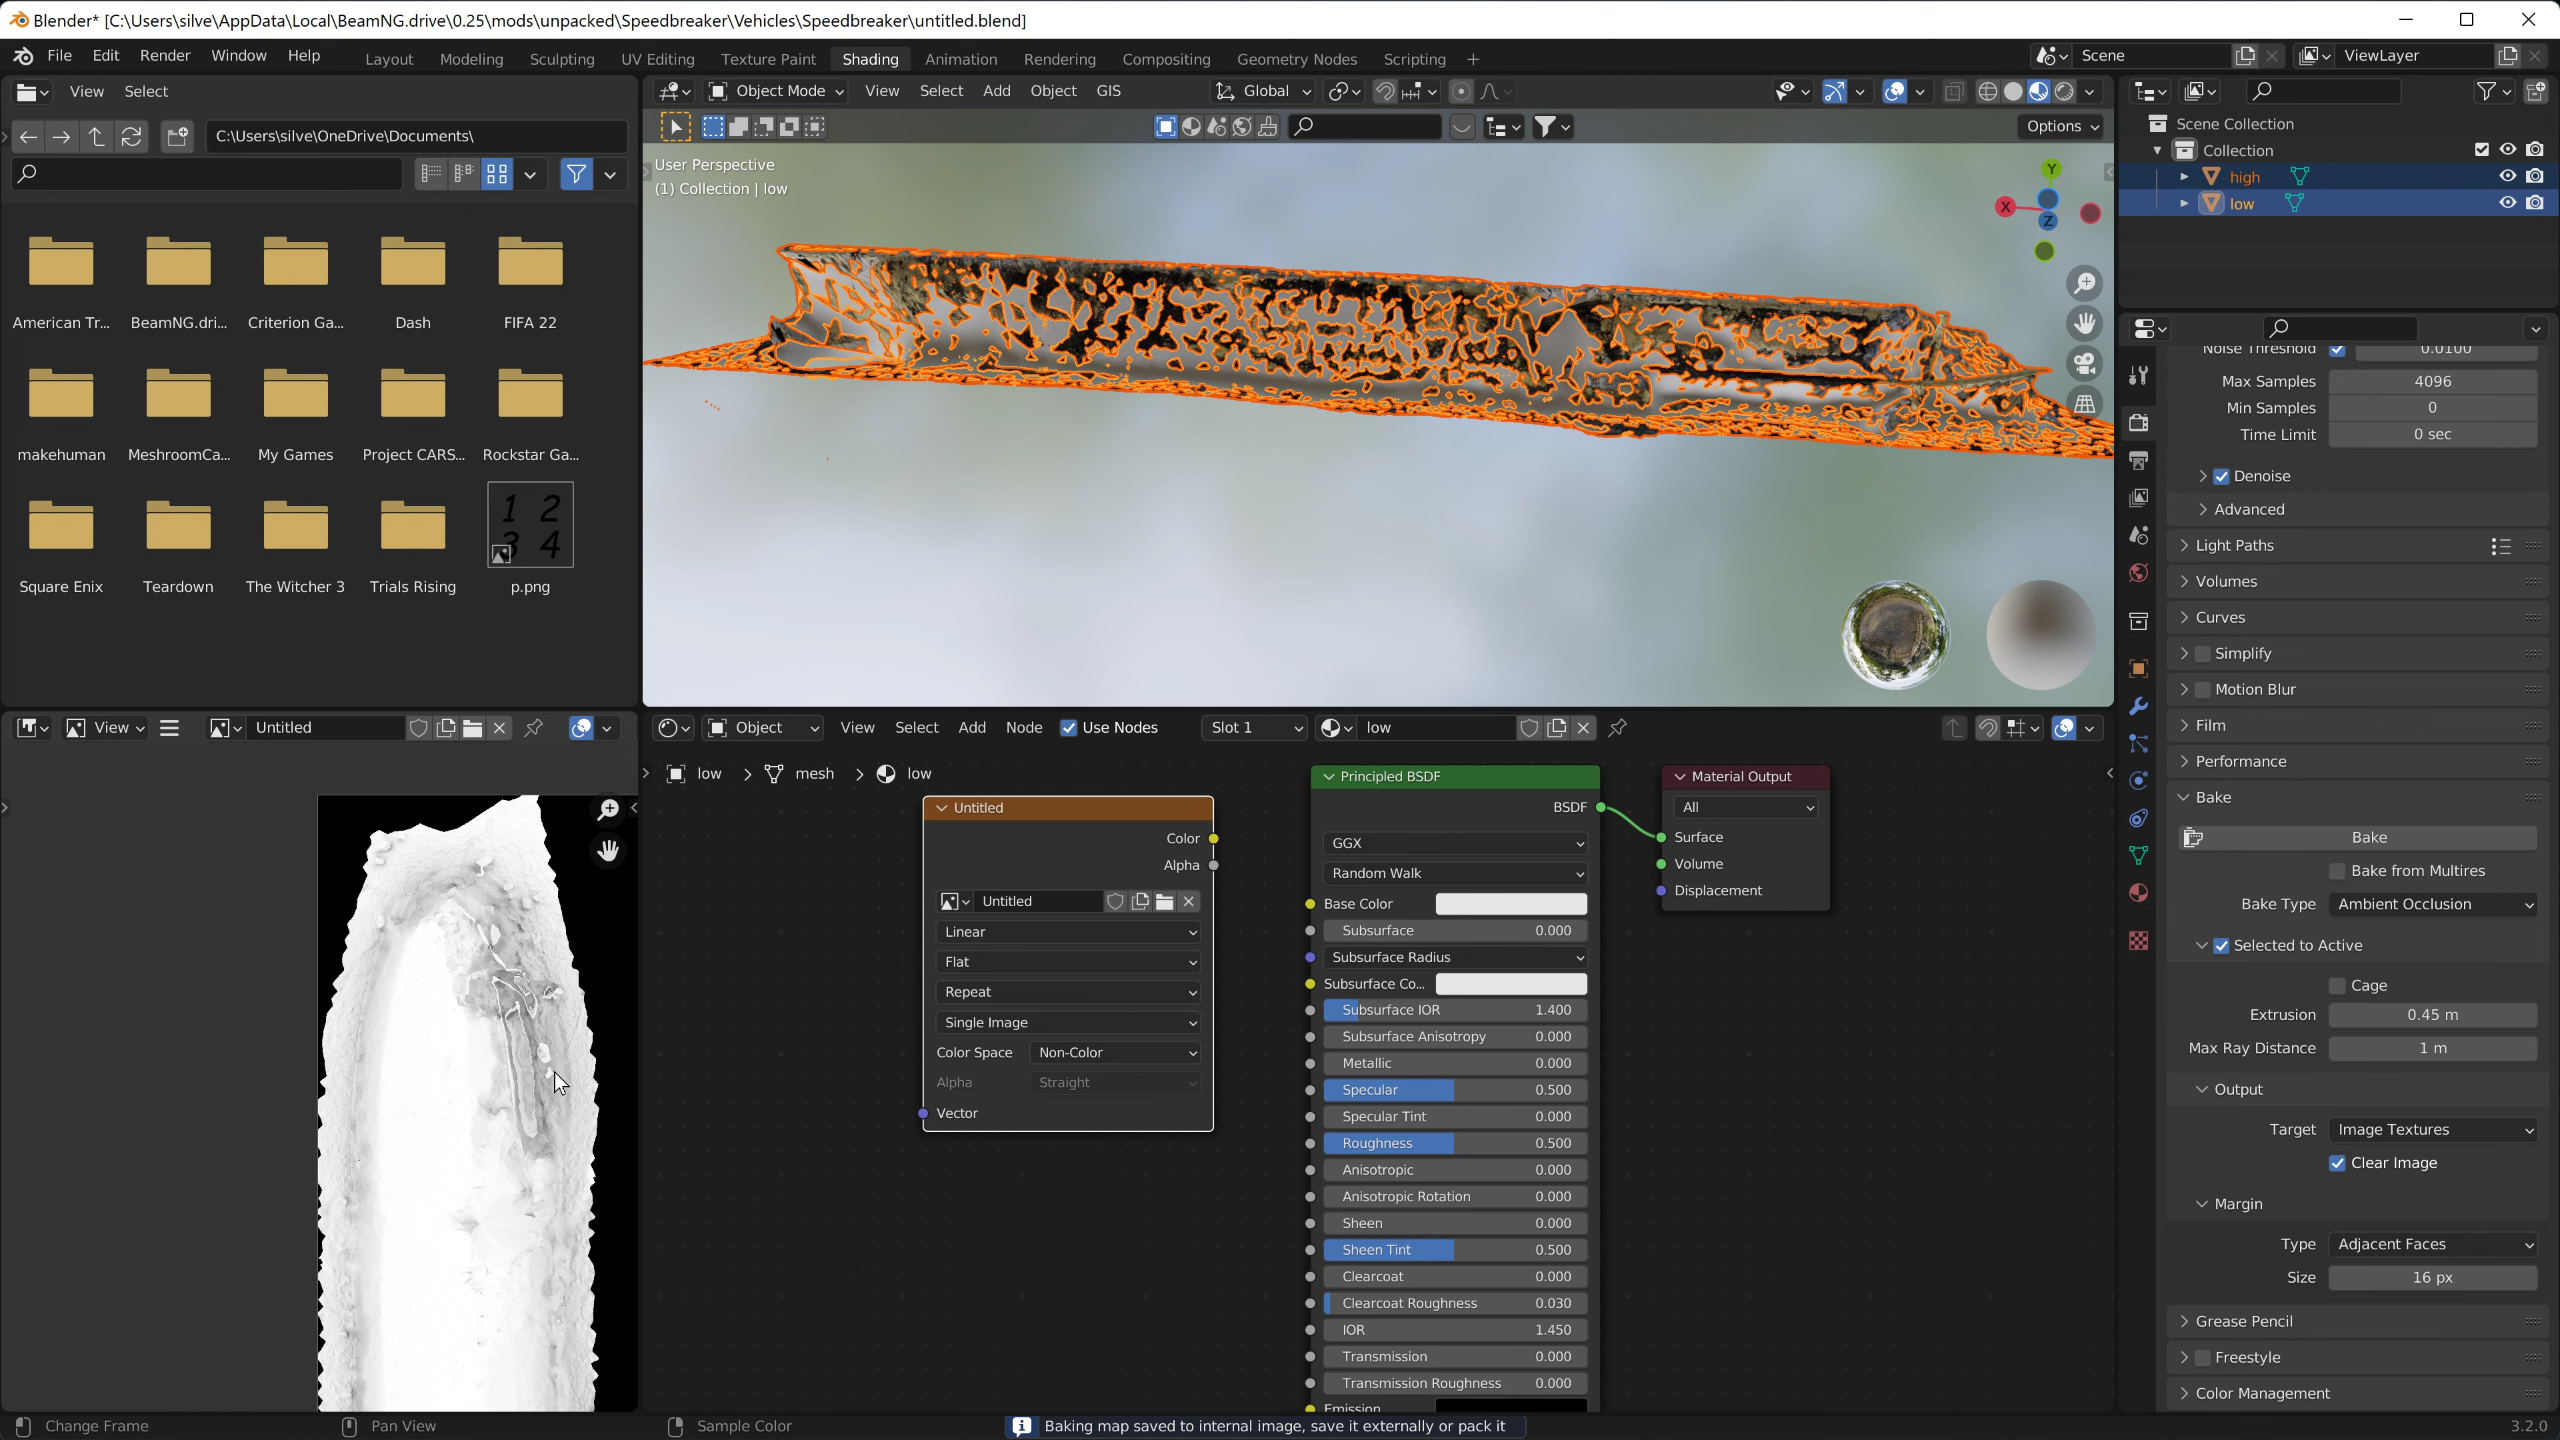 Blender* [C:\Users\silve\AppData\Local\BeamNG.drive\0.25\mods\unpacked\Speedbreaker\Vehicles\Speedbreaker\untitled.blend]
File Edit Render Window Help Layout Modeling Sculpting UV Editing Texture Paint Shading Animation Rendering Compositing Geometry Nodes Scripting + Scene ViewLayer
View Select
C:\Users\silve\OneDrive\Documents\
American Tr... BeamNG.dri... Criterion Ga... Dash FIFA 22
makehuman MeshroomCa... My Games Project CARS... Rockstar Ga...
1 2
3 4
Square Enix Teardown The Witcher 3 Trials Rising p.png
Object Mode View Select Add Object GIS Global
Options
User Perspective
(1) Collection | low
Y
X
Z
Scene Collection
Collection
high
low
Noise Threshold 0.0100
Max Samples 4096
Min Samples 0
Time Limit 0 sec
Denoise
Advanced
Light Paths
Volumes
Curves
Simplify
Motion Blur
Film
Performance
Bake
Bake
Bake from Multires
Bake Type Ambient Occlusion
Selected to Active
Cage
Extrusion 0.45 m
Max Ray Distance 1 m
Output
Target Image Textures
Clear Image
Margin
Type Adjacent Faces
Size 16 px
Grease Pencil
Freestyle
Color Management
View Untitled
Object View Select Add Node Use Nodes Slot 1 low
low > mesh > low
Untitled
Color
Alpha
Untitled
Linear
Flat
Repeat
Single Image
Color Space Non-Color
Alpha Straight
Vector
Principled BSDF
BSDF
GGX
Random Walk
Base Color
Subsurface 0.000
Subsurface Radius
Subsurface Co...
Subsurface IOR 1.400
Subsurface Anisotropy 0.000
Metallic 0.000
Specular 0.500
Specular Tint 0.000
Roughness 0.500
Anisotropic 0.000
Anisotropic Rotation 0.000
Sheen 0.000
Sheen Tint 0.500
Clearcoat 0.000
Clearcoat Roughness 0.030
IOR 1.450
Transmission 0.000
Transmission Roughness 0.000
Emission
Material Output
All
Surface
Volume
Displacement
Change Frame Pan View Sample Color Baking map saved to internal image, save it externally or pack it 3.2.0